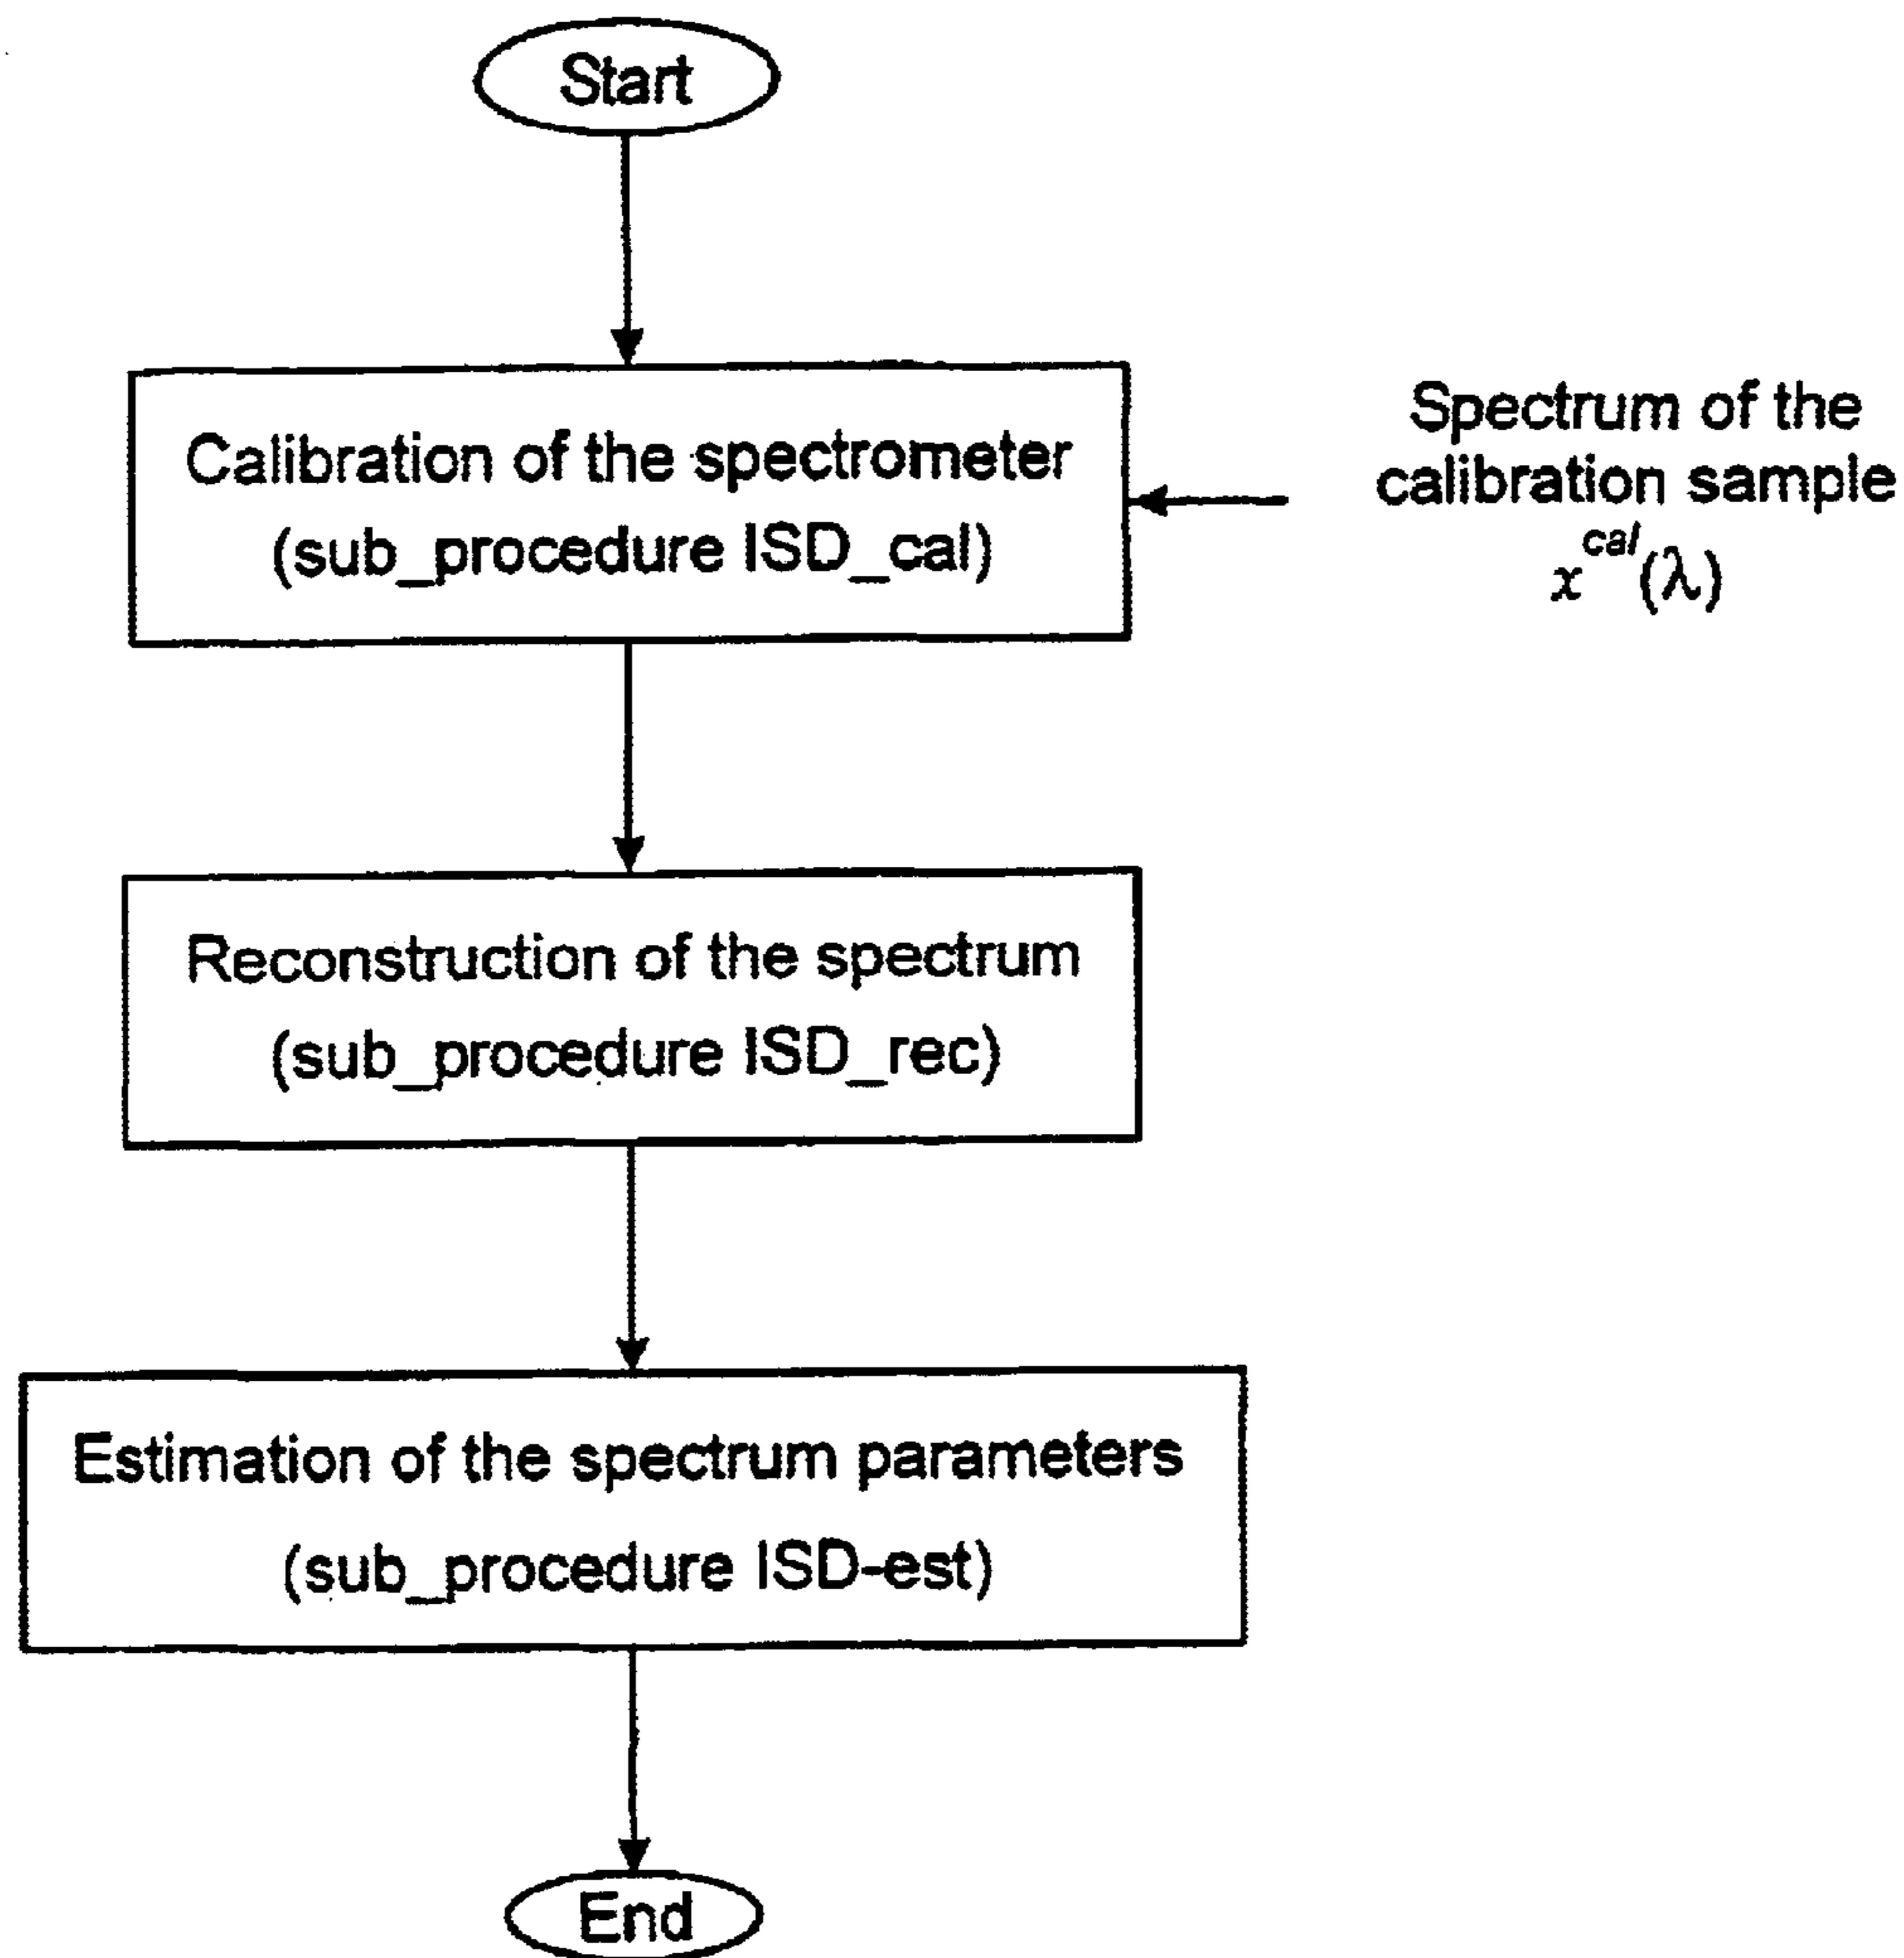 Start
Calibration of the spectrometer
(sub_procedure ISD_cal)
Spectrum of the
calibration sample
x^cal(λ)
Reconstruction of the spectrum
(sub_procedure ISD_rec)
Estimation of the spectrum parameters
(sub_procedure ISD-est)
End